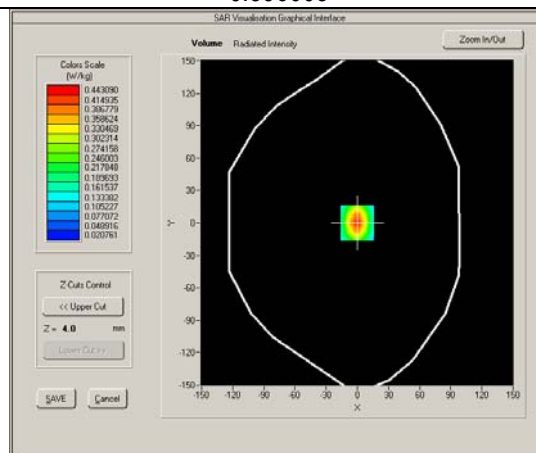 SAR Visualisation Graphical Interface
Volume Radiated Intensity
Zoom In/Out
Colors Scale
(W/kg)
0.443090
0.414935
0.386779
0.358624
0.330469
0.302314
0.274158
0.246003
0.217848
0.189693
0.161537
0.133382
0.105227
0.077072
0.048916
0.020761
150
120
90
60
30
0
-30
-60
-90
-120
-150
Y
-150 -120 -90 -60 -30 0 30 60 90 120 150
X
Z-Cuts Control
<< Upper Cut
Z = 4.0 mm
Lower Cut >>
SAVE Cancel